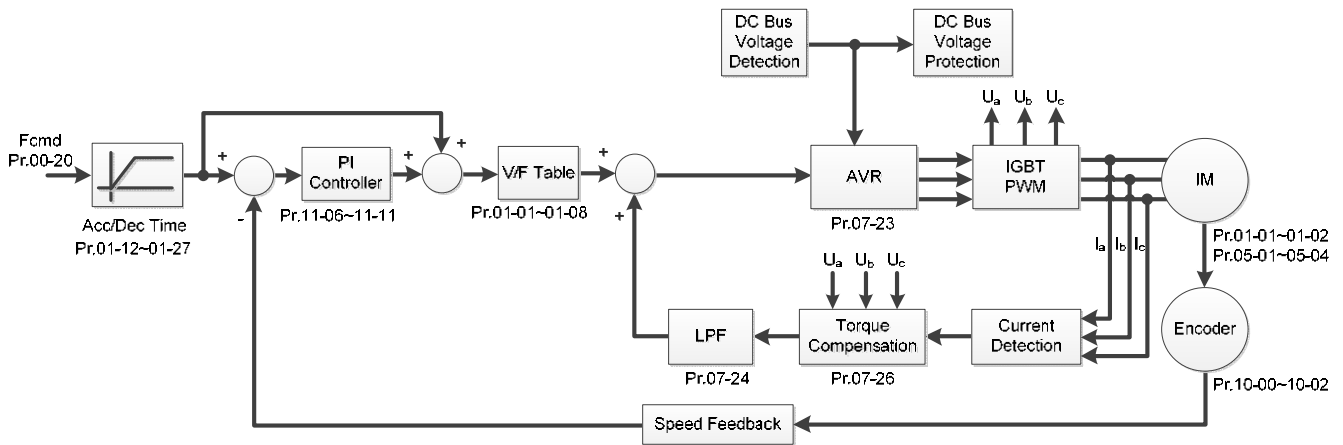 DC Bus
Voltage
Detection
DC Bus
Voltage
Protection
Ua
Ub
Uc
Fcmd
Pr.00-20
Acc/Dec Time
Pr.01-12~01-27
+
-
PI
Controller
Pr.11-06~11-11
+
+
V/F Table
Pr.01-01~01-08
+
+
AVR
Pr.07-23
IGBT
PWM
IM
Pr.01-01~01-02
Pr.05-01~05-04
Ia
Ib
Ic
Ua
Ub
Uc
LPF
Pr.07-24
Torque
Compensation
Pr.07-26
Current
Detection
Encoder
Pr.10-00~10-02
Speed Feedback